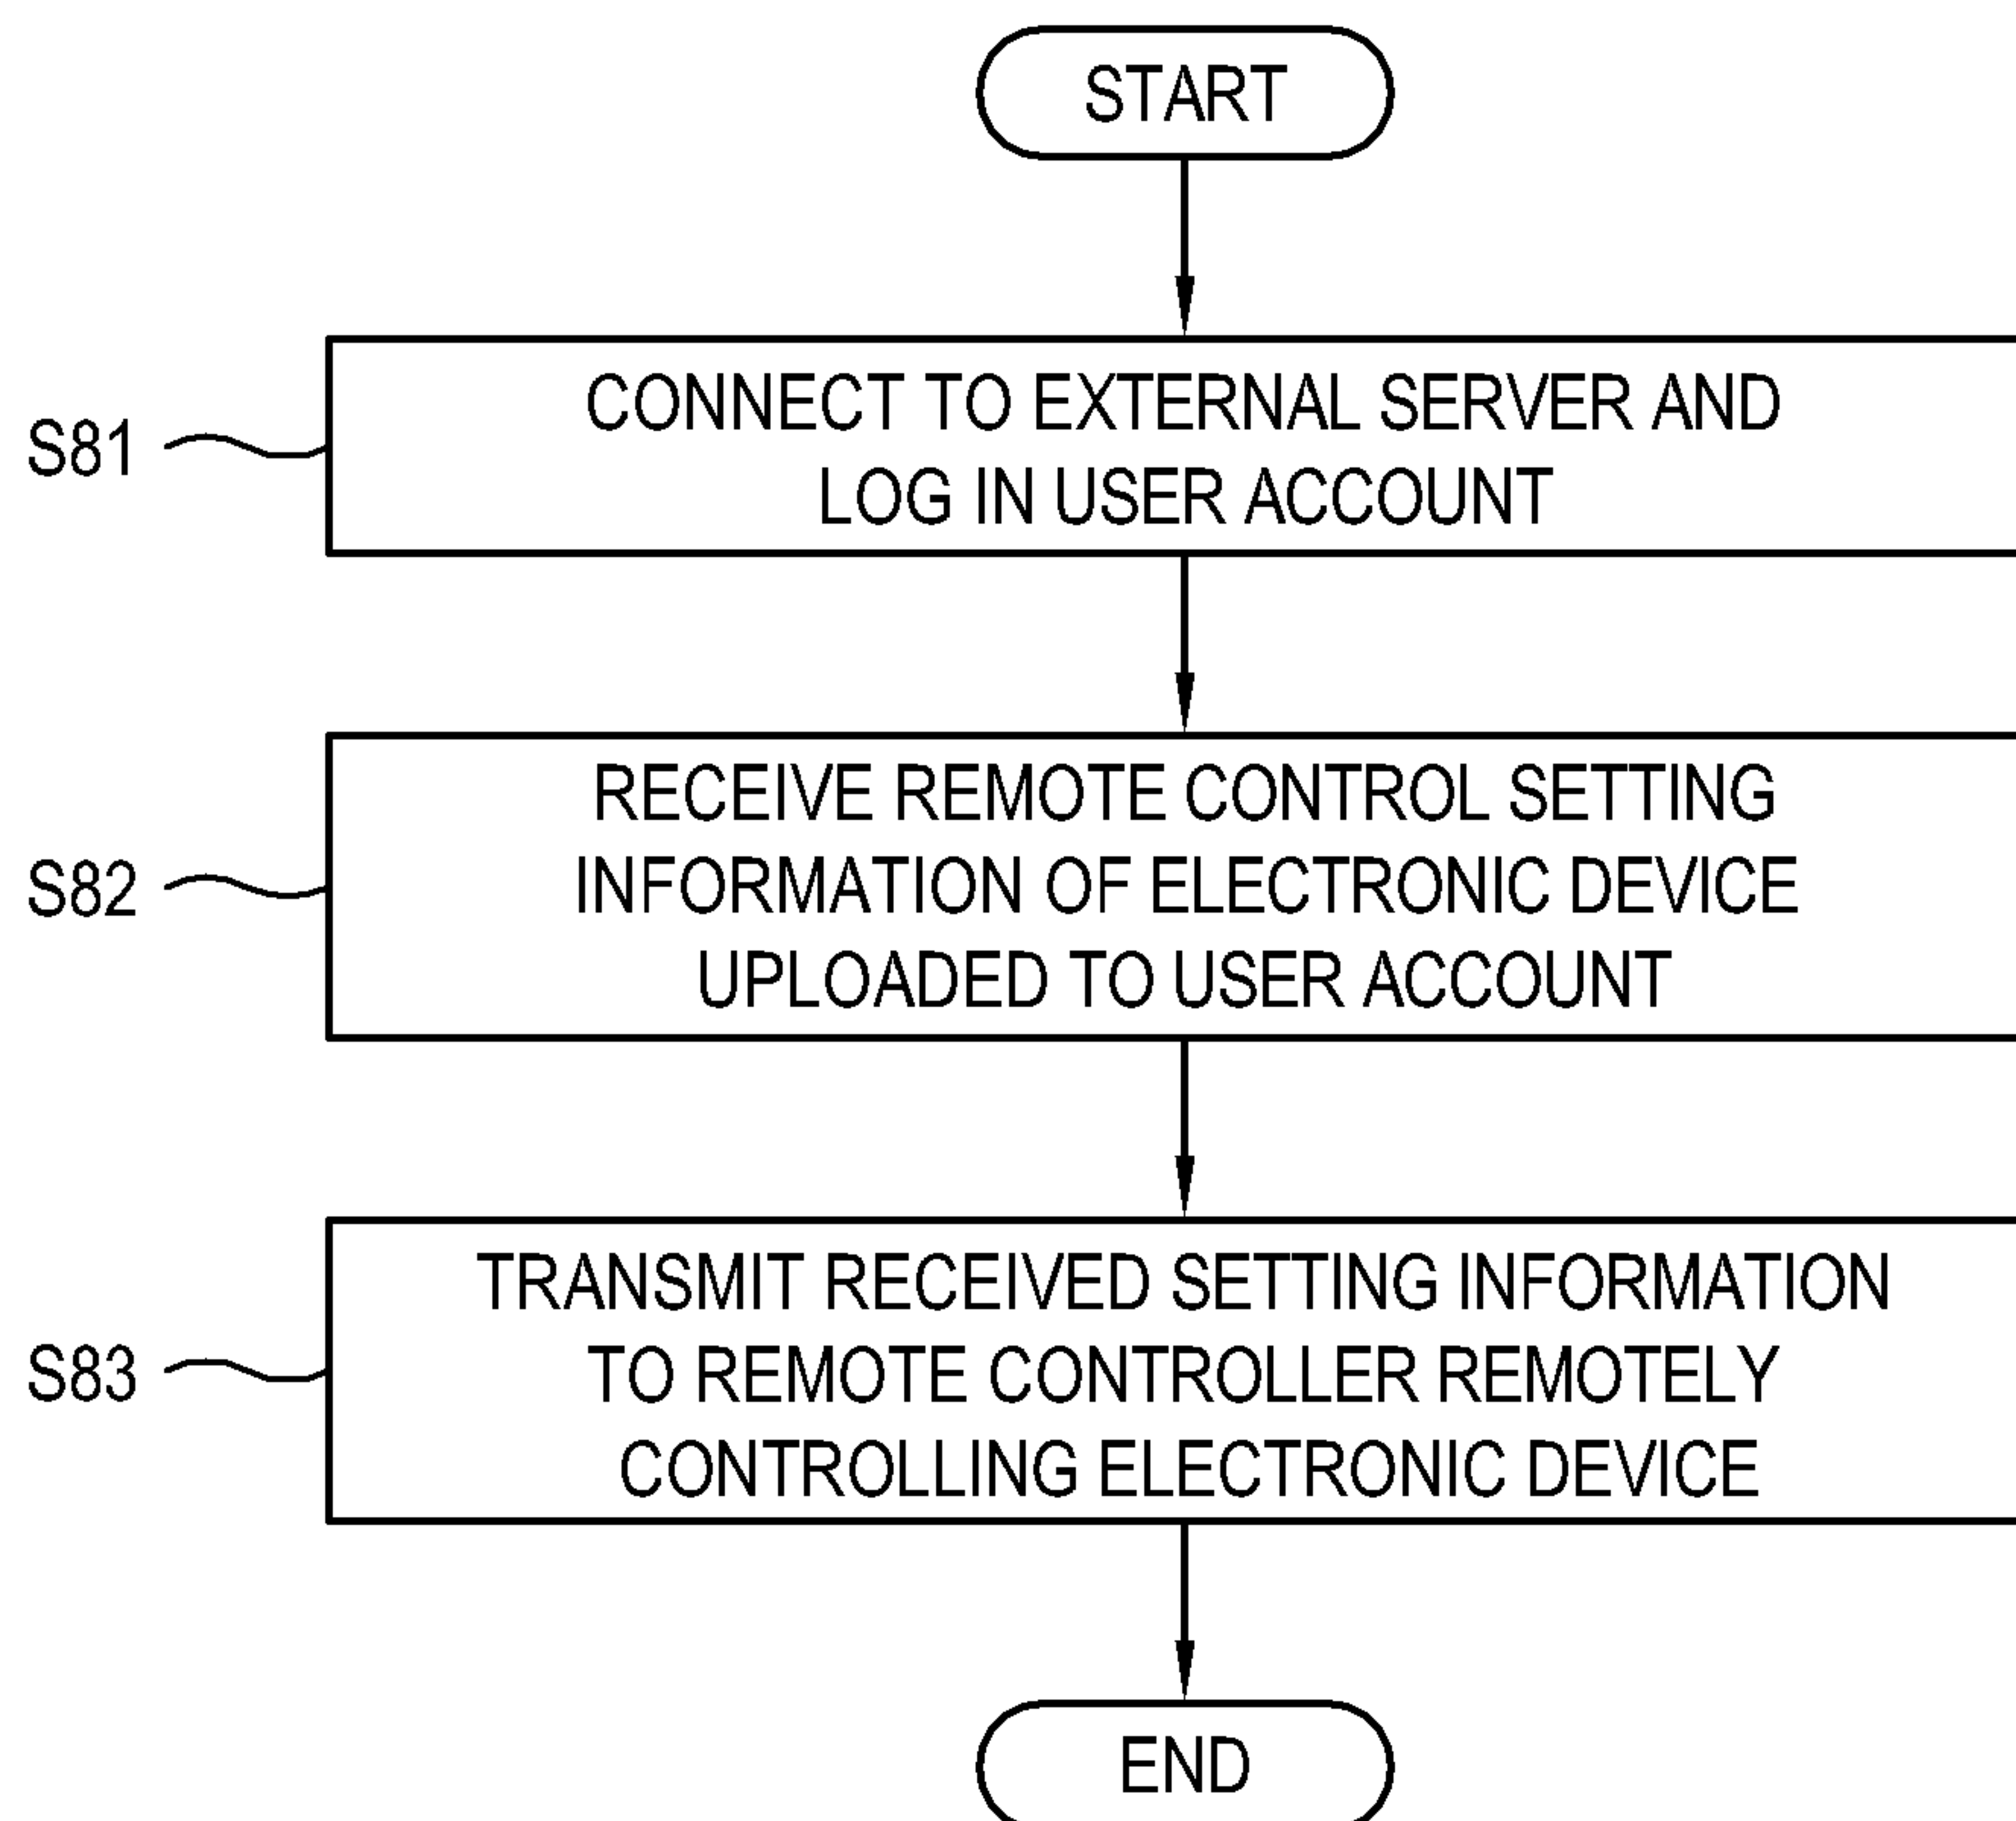 START
S81
CONNECT TO EXTERNAL SERVER AND
LOG IN USER ACCOUNT
S82
RECEIVE REMOTE CONTROL SETTING
INFORMATION OF ELECTRONIC DEVICE
UPLOADED TO USER ACCOUNT
S83
TRANSMIT RECEIVED SETTING INFORMATION
TO REMOTE CONTROLLER REMOTELY
CONTROLLING ELECTRONIC DEVICE
END